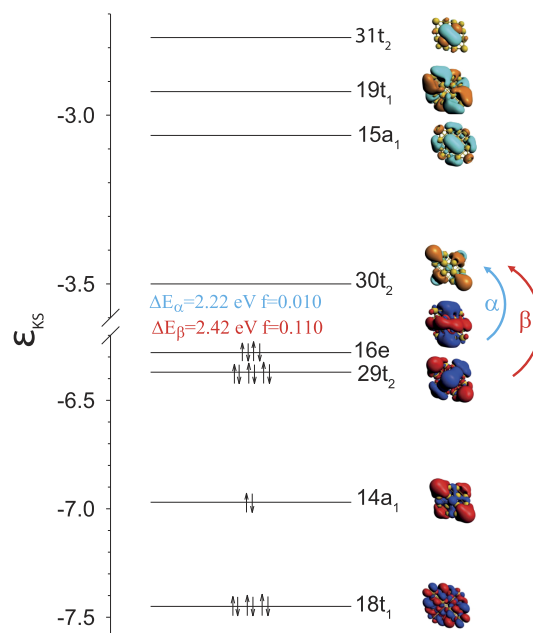 31t₂
19t₁
-3.0
15a₁
30t₂
-3.5
ΔEα=2.22 eV f=0.010
α
β
ΔEβ=2.42 eV f=0.110
εKS
16e
29t₂
-6.5
14a₁
-7.0
18t₁
-7.5